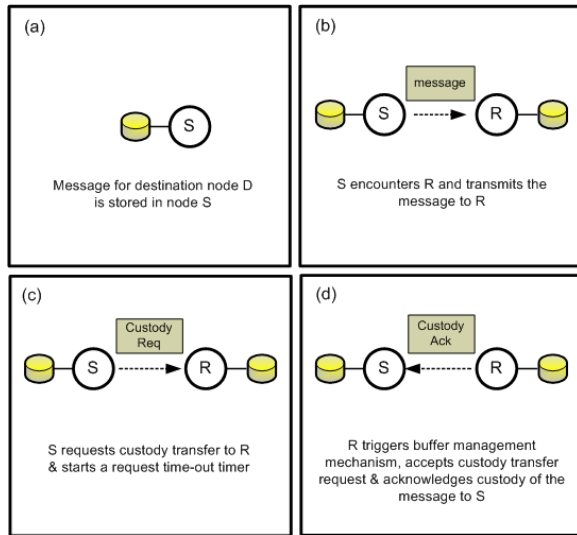 (a)
S
Message for destination node D
is stored in node S
(b)
message
S
R
S encounters R and transmits the
message to R
(c)
Custody
Req
S
R
S requests custody transfer to R
& starts a request time-out timer
(d)
Custody
Ack
S
R
R triggers buffer management
mechanism, accepts custody transfer
request & acknowledges custody of
the message to S